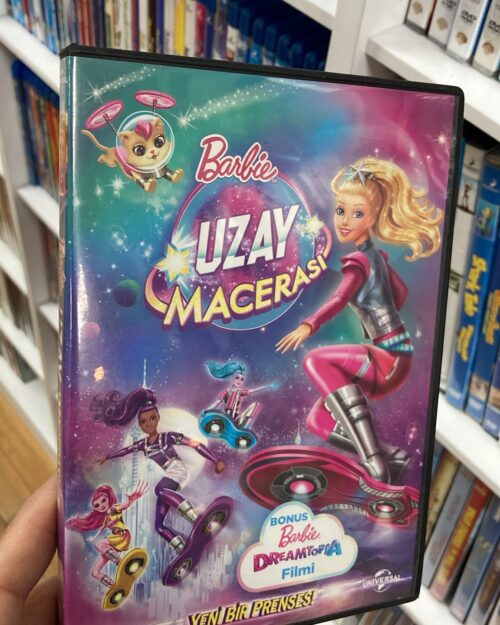 Barbie
UZAY
MACERASI
BONUS
Barbie
DREAMTOPIA
Filmi
UNIVERSAL
YENİ BİR PRENSES!